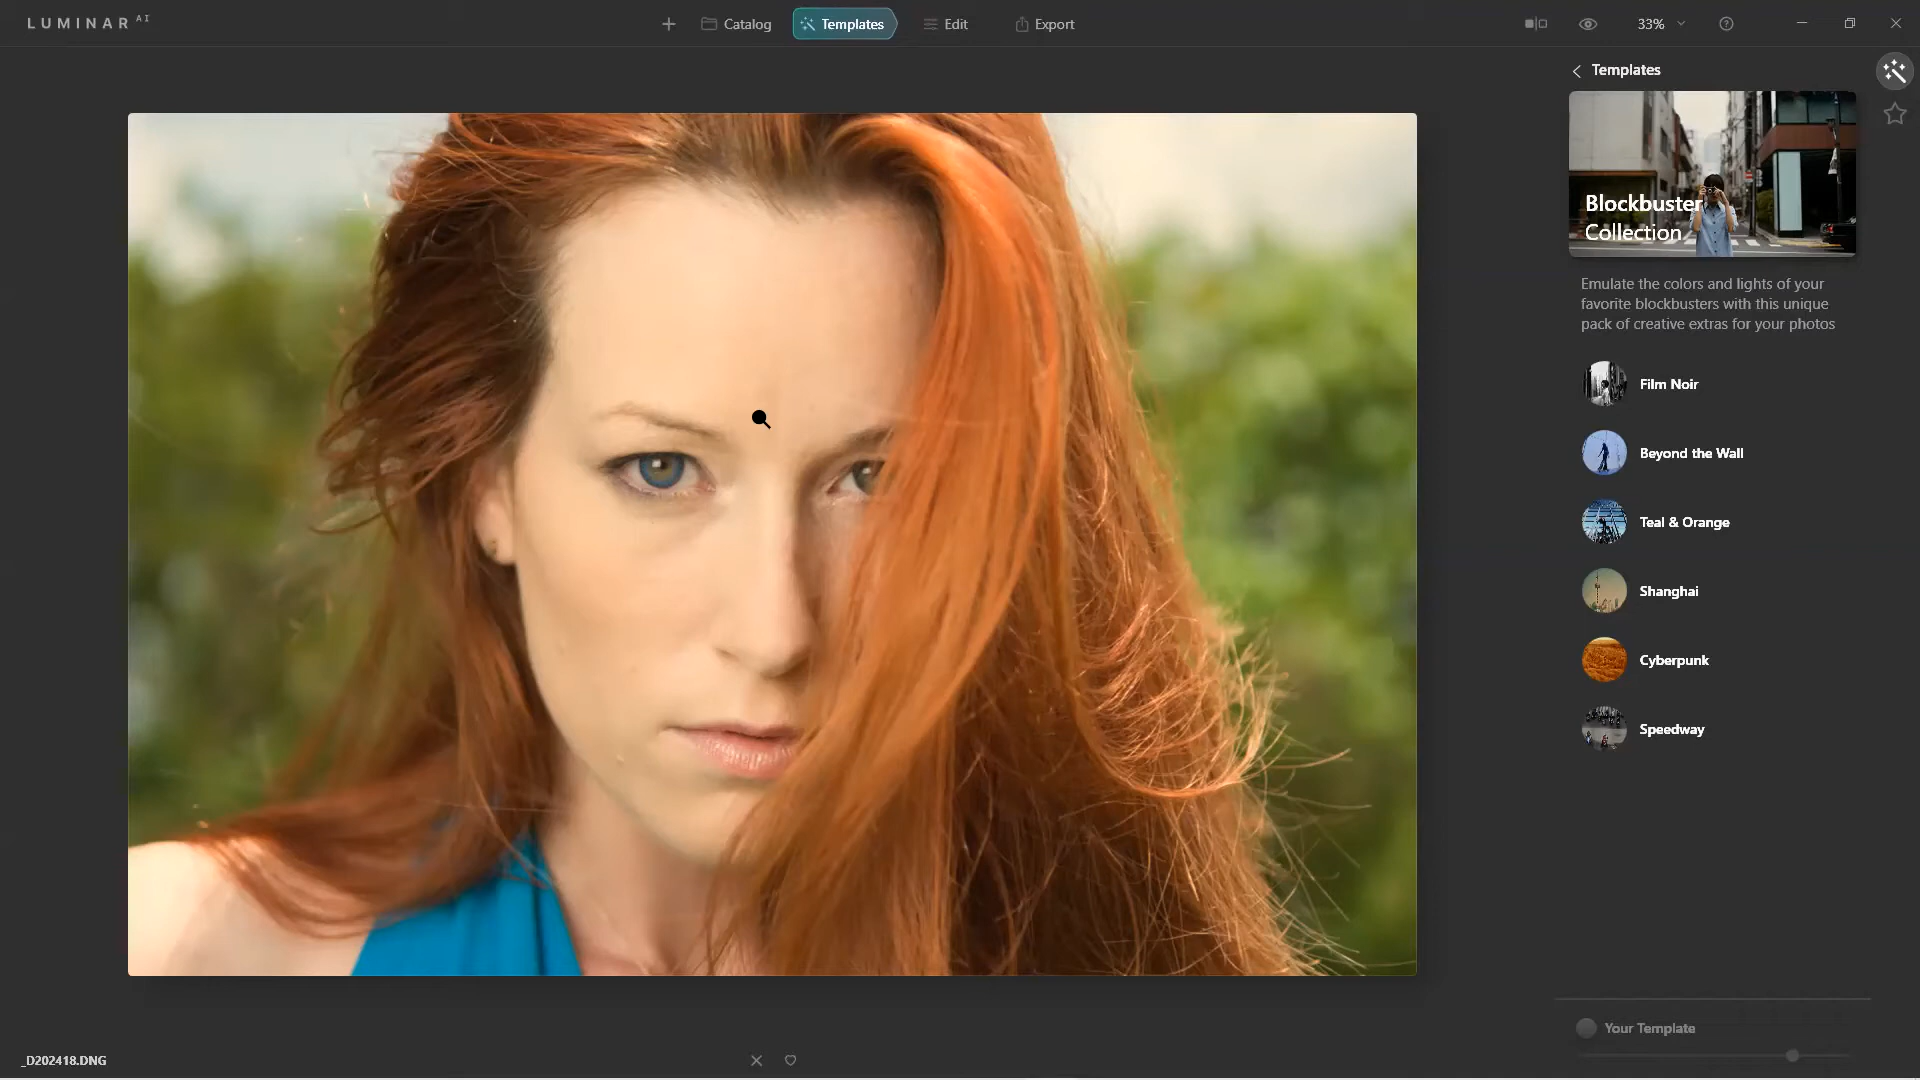 LUMINAR AI
Catalog
Templates
Edit
Export
33%
Templates
Blockbuster
Collection
Emulate the colors and lights of your
favorite blockbusters with this unique
pack of creative extras for your photos
Film Noir
Beyond the Wall
Teal & Orange
Shanghai
Cyberpunk
Speedway
Your Template
_D202418.DNG